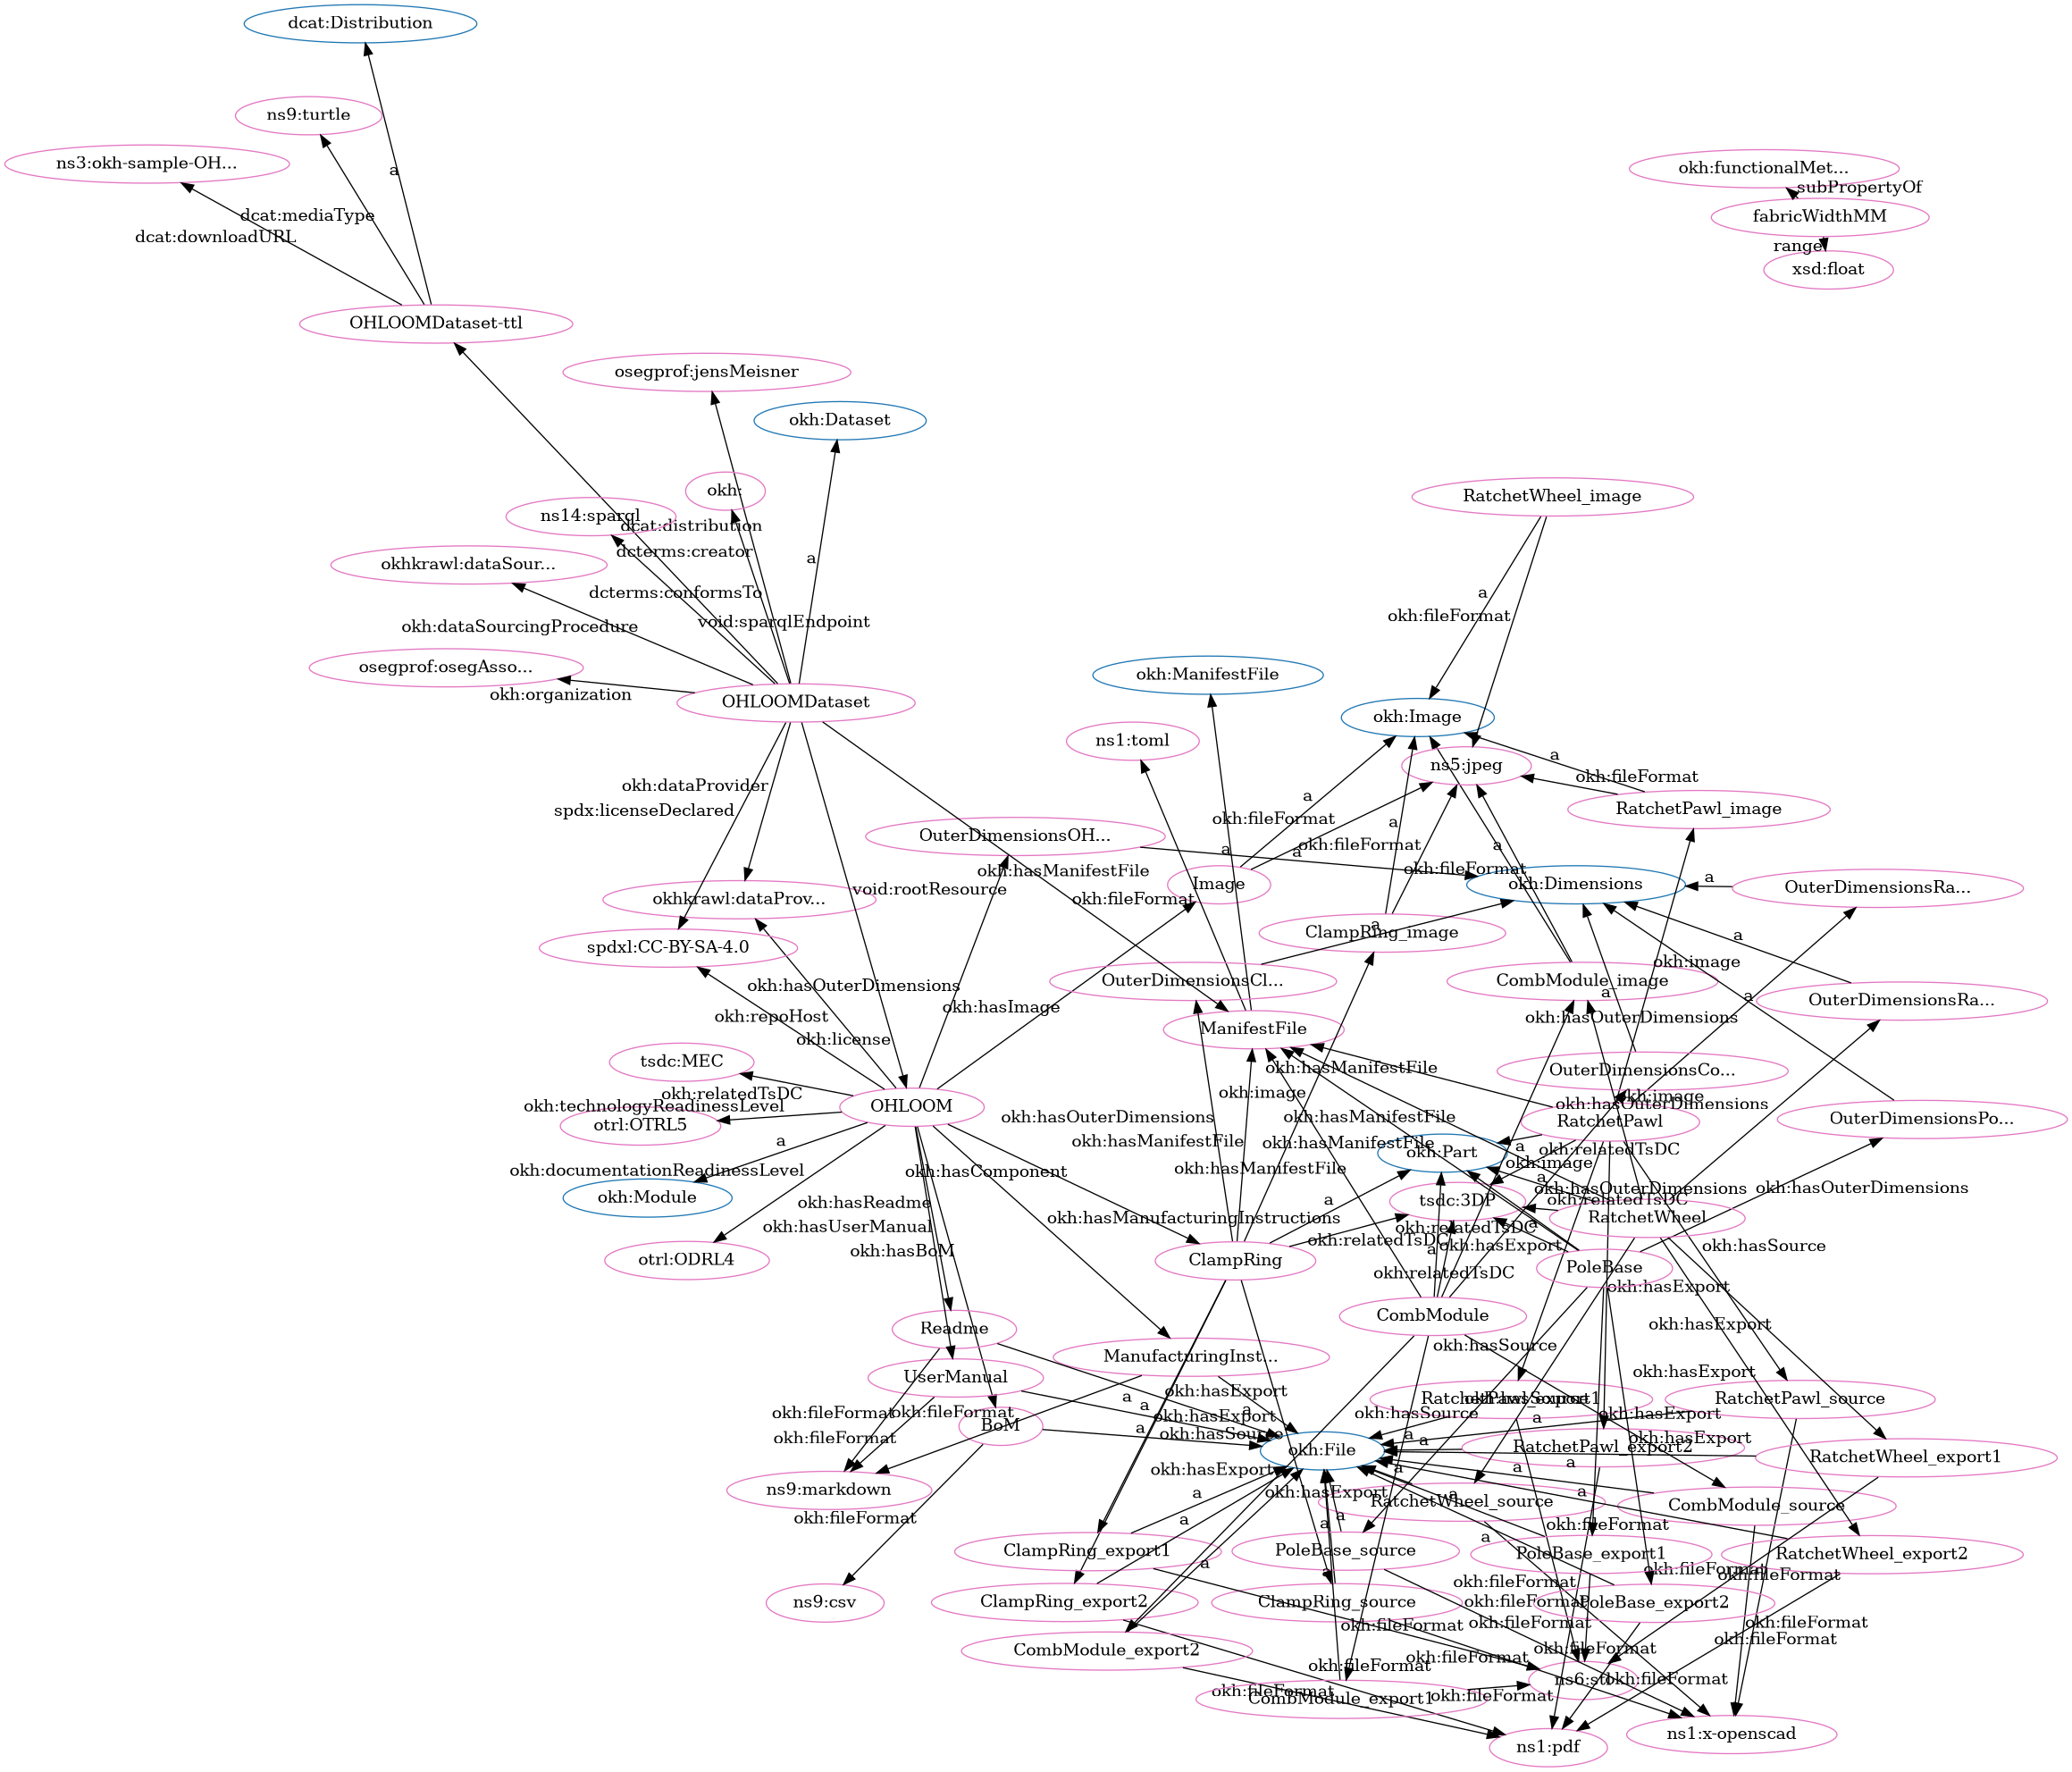 dcat:Distribution
ns9:turtle
ns3:okh-sample-OH...
okh:functionalMet...
a
subPropertyOf
dcat:mediaType
fabricWidthMM
dcat:downloadURL
range
xsd:float
OHLOOMDataset-ttl
osegprof:jensMeisner
okh:Dataset
okh:
RatchetWheel_image
ns14:sparql
dcat:distribution
dcterms:creator
a
okhkrawl:dataSour...
dcterms:conformsTo
a
okh:fileFormat
void:sparqlEndpoint
okh:dataSourcingProcedure
osegprof:osegAsso...
okh:ManifestFile
okh:organization
OHLOOMDataset
okh:Image
ns1:toml
a
ns5:jpeg
okh:fileFormat
okh:dataProvider
a
RatchetPawl_image
spdx:licenseDeclared
okh:fileFormat
a
OuterDimensionsOH...
okh:fileFormat
a
a
a
okh:hasManifestFile
okh:fileFormat
Image
okh:Dimensions
a
OuterDimensionsRa...
void:rootResource
okhkrawl:dataProv...
okh:fileFormat
a
ClampRing_image
a
spdxl:CC-BY-SA-4.0
okh:image
OuterDimensionsCl...
CombModule_image
okh:hasOuterDimensions
a
a
OuterDimensionsRa...
okh:hasImage
okh:repoHost
okh:hasOuterDimensions
ManifestFile
okh:license
tsdc:MEC
okh:hasManifestFile
OuterDimensionsCo...
okh:relatedTsDC
okh:image
okh:image
okh:technologyReadinessLevel
OHLOOM
okh:hasOuterDimensions
okh:hasOuterDimensions
okh:hasManifestFile
OuterDimensionsPo...
otrl:OTRL5
RatchetPawl
a
okh:hasManifestFile
okh:hasManifestFile
a
okh:relatedTsDC
okh:Part
okh:image
okh:documentationReadinessLevel
okh:hasComponent
okh:hasManifestFile
a
okh:Module
okh:hasOuterDimensions
okh:hasOuterDimensions
tsdc:3DP
okh:relatedTsDC
okh:hasReadme
okh:hasManufacturingInstructions
a
RatchetWheel
okh:hasUserManual
okh:relatedTsDC
a
okh:relatedTsDC
okh:hasExport
okh:hasSource
okh:hasBoM
a
otrl:ODRL4
ClampRing
PoleBase
okh:relatedTsDC
okh:hasExport
CombModule
okh:hasExport
Readme
okh:hasSource
ManufacturingInst...
UserManual
okh:hasExport
okh:hasExport
a
RatchetPawl_export1
okh:hasSource
RatchetPawl_source
okh:fileFormat
okh:fileFormat
a
a
okh:hasExport
okh:hasSource
okh:hasExport
BoM
a
okh:hasSource
a
a
okh:hasExport
okh:fileFormat
okh:File
a
RatchetPawl_export2
RatchetWheel_export1
okh:hasExport
a
a
a
ns9:markdown
a
okh:hasExport
a
a
RatchetWheel_source
CombModule_source
okh:fileFormat
a
a
a
okh:fileFormat
a
a
ClampRing_export1
PoleBase_source
PoleBase_export1
RatchetWheel_export2
a
okh:fileFormat
okh:fileFormat
okh:fileFormat
ns9:csv
ClampRing_export2
ClampRing_source
okh:fileFormat
PoleBase_export2
okh:fileFormat
okh:fileFormat
okh:fileFormat
okh:fileFormat
CombModule_export2
okh:fileFormat
okh:fileFormat
okh:fileFormat
ns6:stl
okh:fileFormat
okh:fileFormat
CombModule_export1
okh:fileFormat
ns1:x-openscad
ns1:pdf